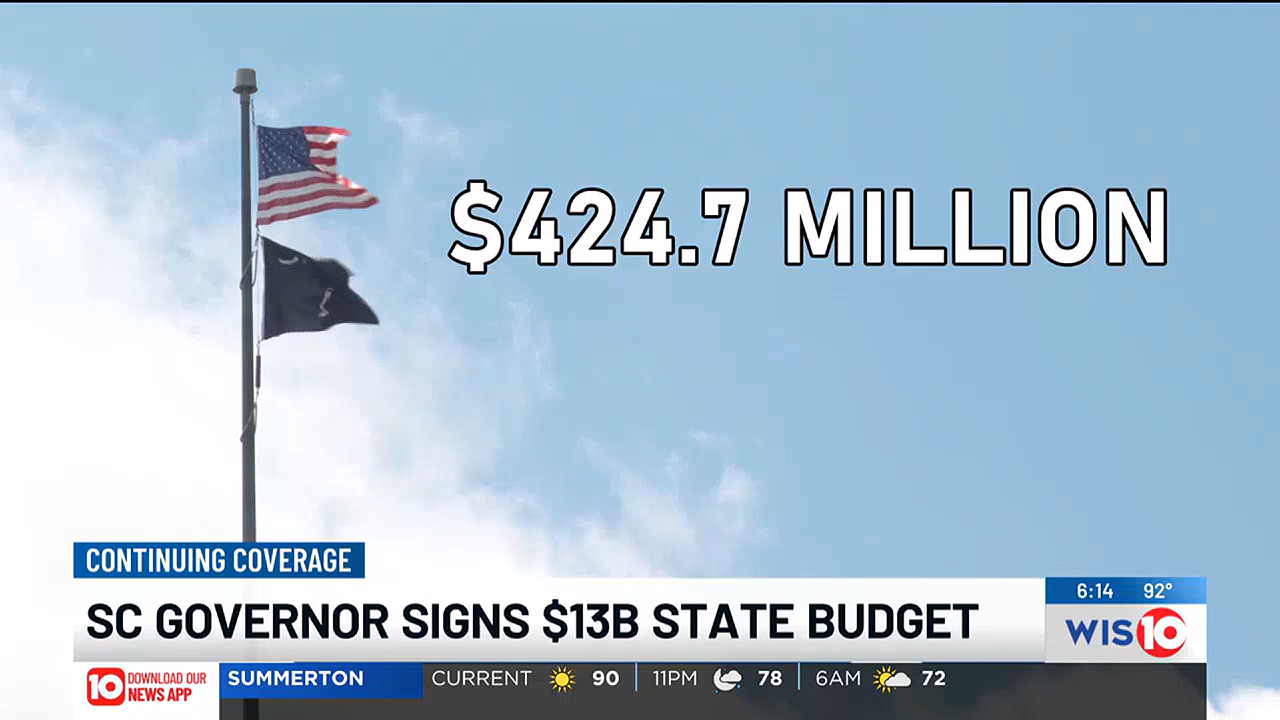 $424.7 MILLION
CONTINUING COVERAGE
SC GOVERNOR SIGNS $13B STATE BUDGET
6:14 92°
WIS10
10 DOWNLOAD OUR
NEWS APP
SUMMERTON CURRENT 90 11PM 78 6AM 72